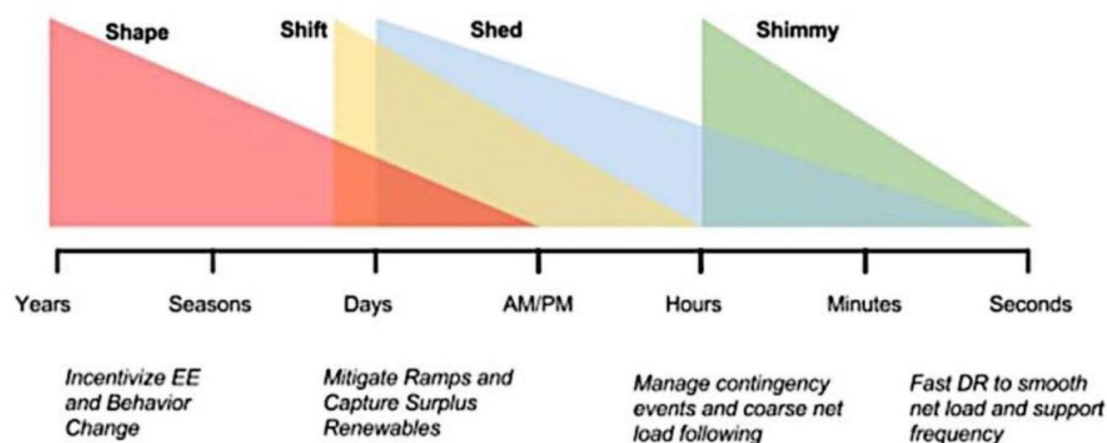 Shape Shift Shed Shimmy
Years Seasons Days AM/PM Hours Minutes Seconds
Incentivize EE
and Behavior
Change
Mitigate Ramps and
Capture Surplus
Renewables
Manage contingency
events and coarse net
load following
Fast DR to smooth
net load and support
frequency